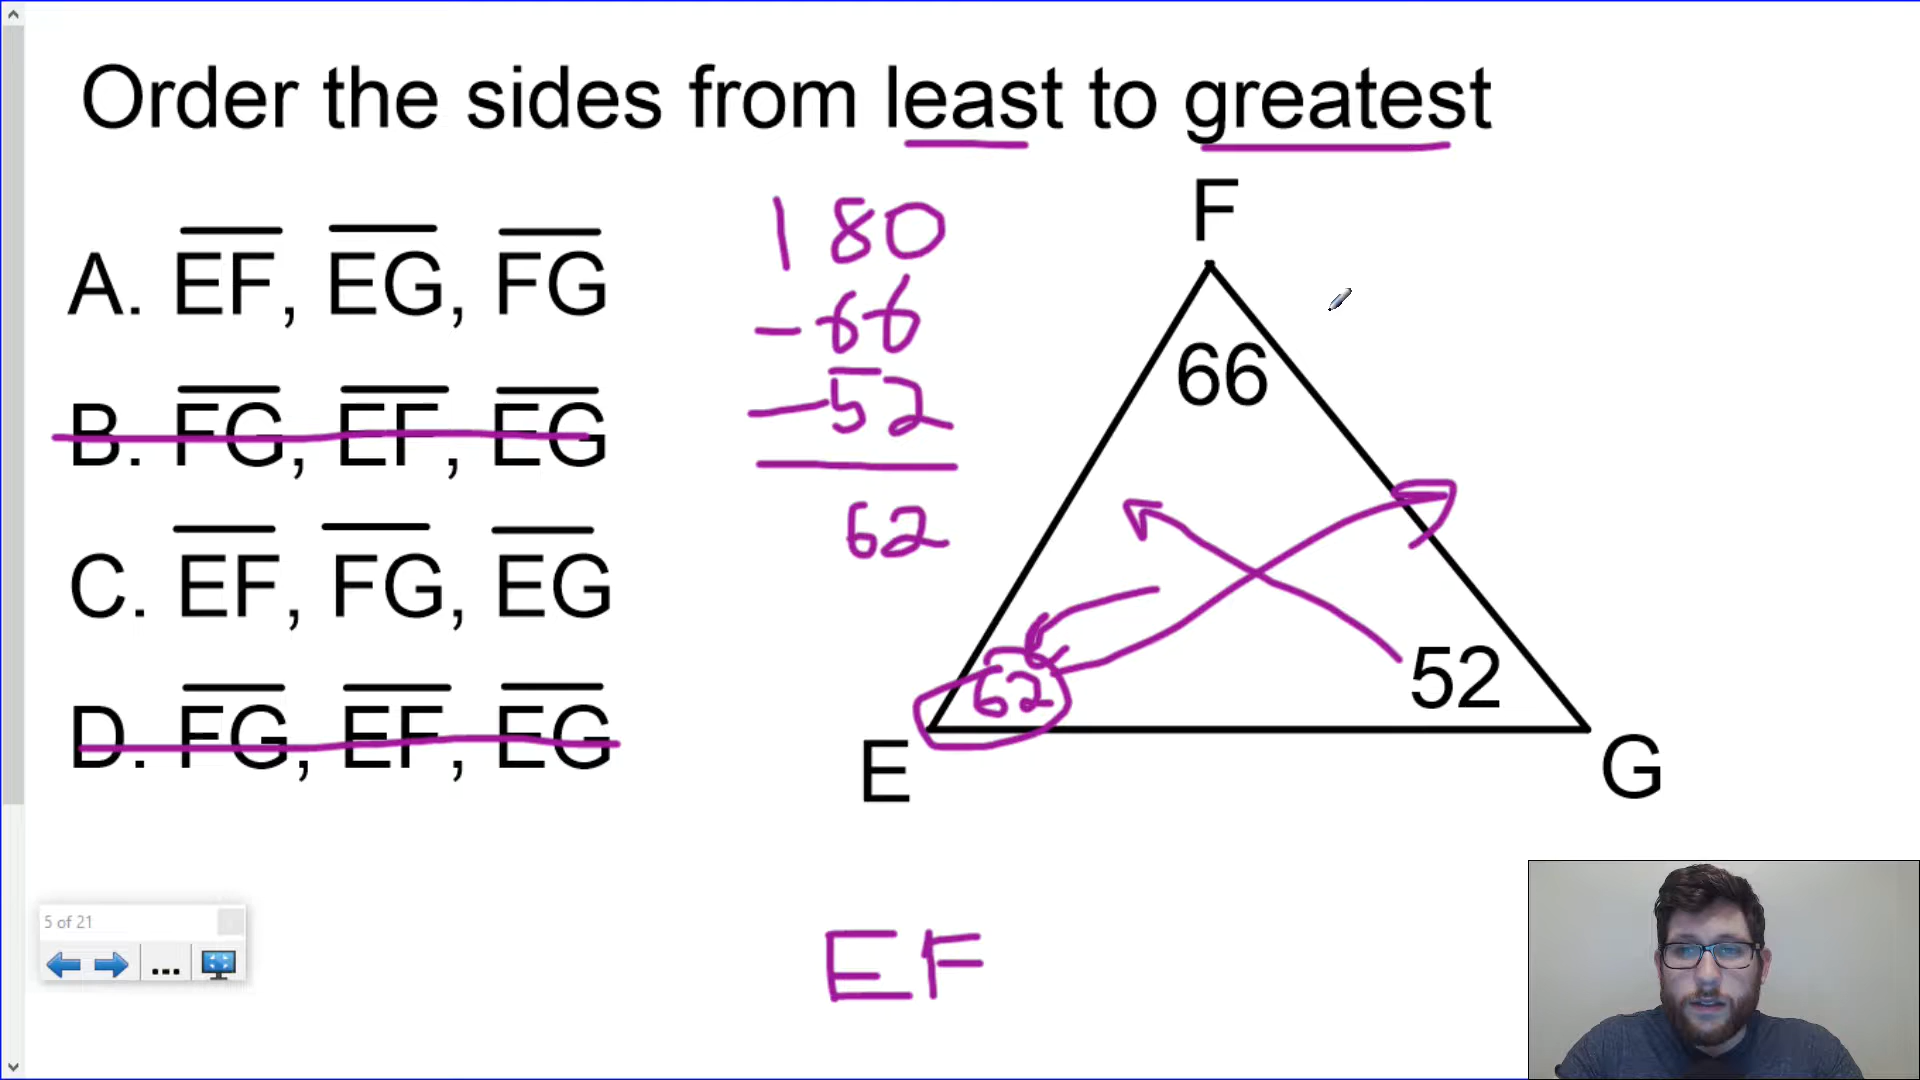 Order the sides from least to greatest
A. EF, EG, FG
B. FG, EF, EG
C. EF, FG, EG
D. FG, EF, EG
180
-66
-52
62
F
66
62
52
E
G
EF
5 of 21
...